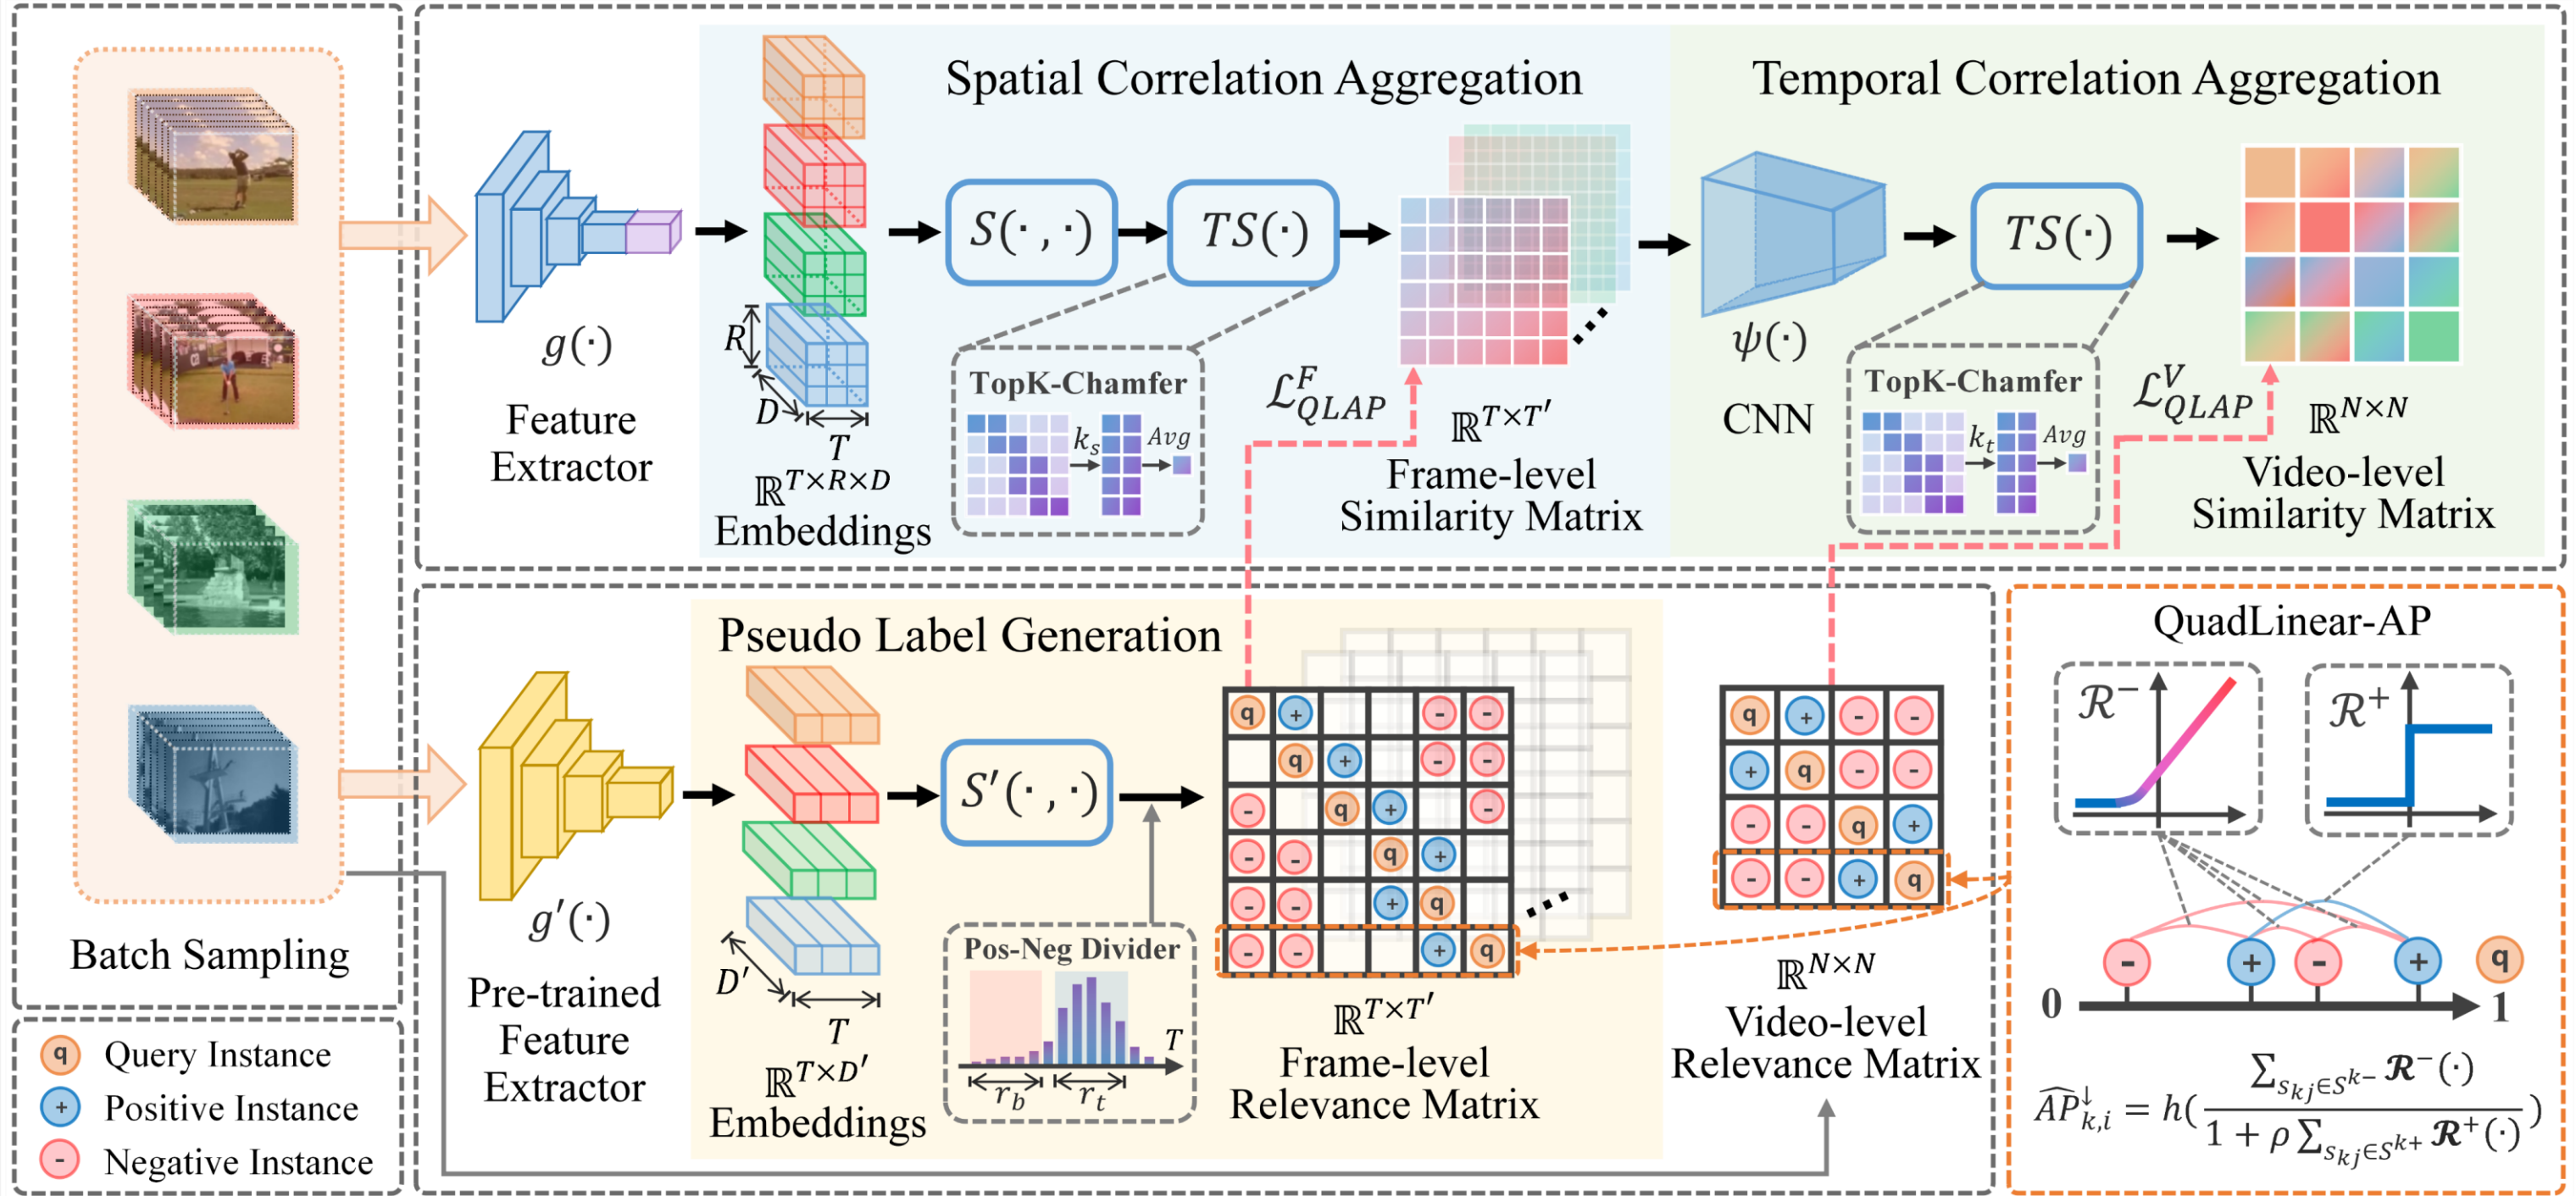 Batch Sampling
q Query Instance
+ Positive Instance
- Negative Instance
g(·)
Feature
Extractor
R
D
T
ℝ^{T×R×D}
Embeddings
Spatial Correlation Aggregation
S(· , ·)
TS(·)
TopK-Chamfer
k_s
Avg
ℒ^F_{QLAP}
ℝ^{T×T′}
Frame-level
Similarity Matrix
Temporal Correlation Aggregation
ψ(·)
CNN
TS(·)
TopK-Chamfer
k_t
Avg
ℒ^V_{QLAP}
ℝ^{N×N}
Video-level
Similarity Matrix
g′(·)
Pre-trained
Feature
Extractor
Pseudo Label Generation
D′
T
ℝ^{T×D′}
Embeddings
S′(· , ·)
Pos-Neg Divider
T
r_b
r_t
q + - -
q + - -
- q + -
- - q +
- - + q
- - + q
ℝ^{T×T′}
Frame-level
Relevance Matrix
q + - -
+ q - -
- - q +
- - + q
ℝ^{N×N}
Video-level
Relevance Matrix
QuadLinear-AP
ℛ⁻
ℛ⁺
- + - + q
0
1
\widehat{AP}^↓_{k,i} = h( \frac{∑_{s_{kj}∈S^{k-}} ℛ⁻(·)}{1 + ρ ∑_{s_{kj}∈S^{k+}} ℛ⁺(·)} )